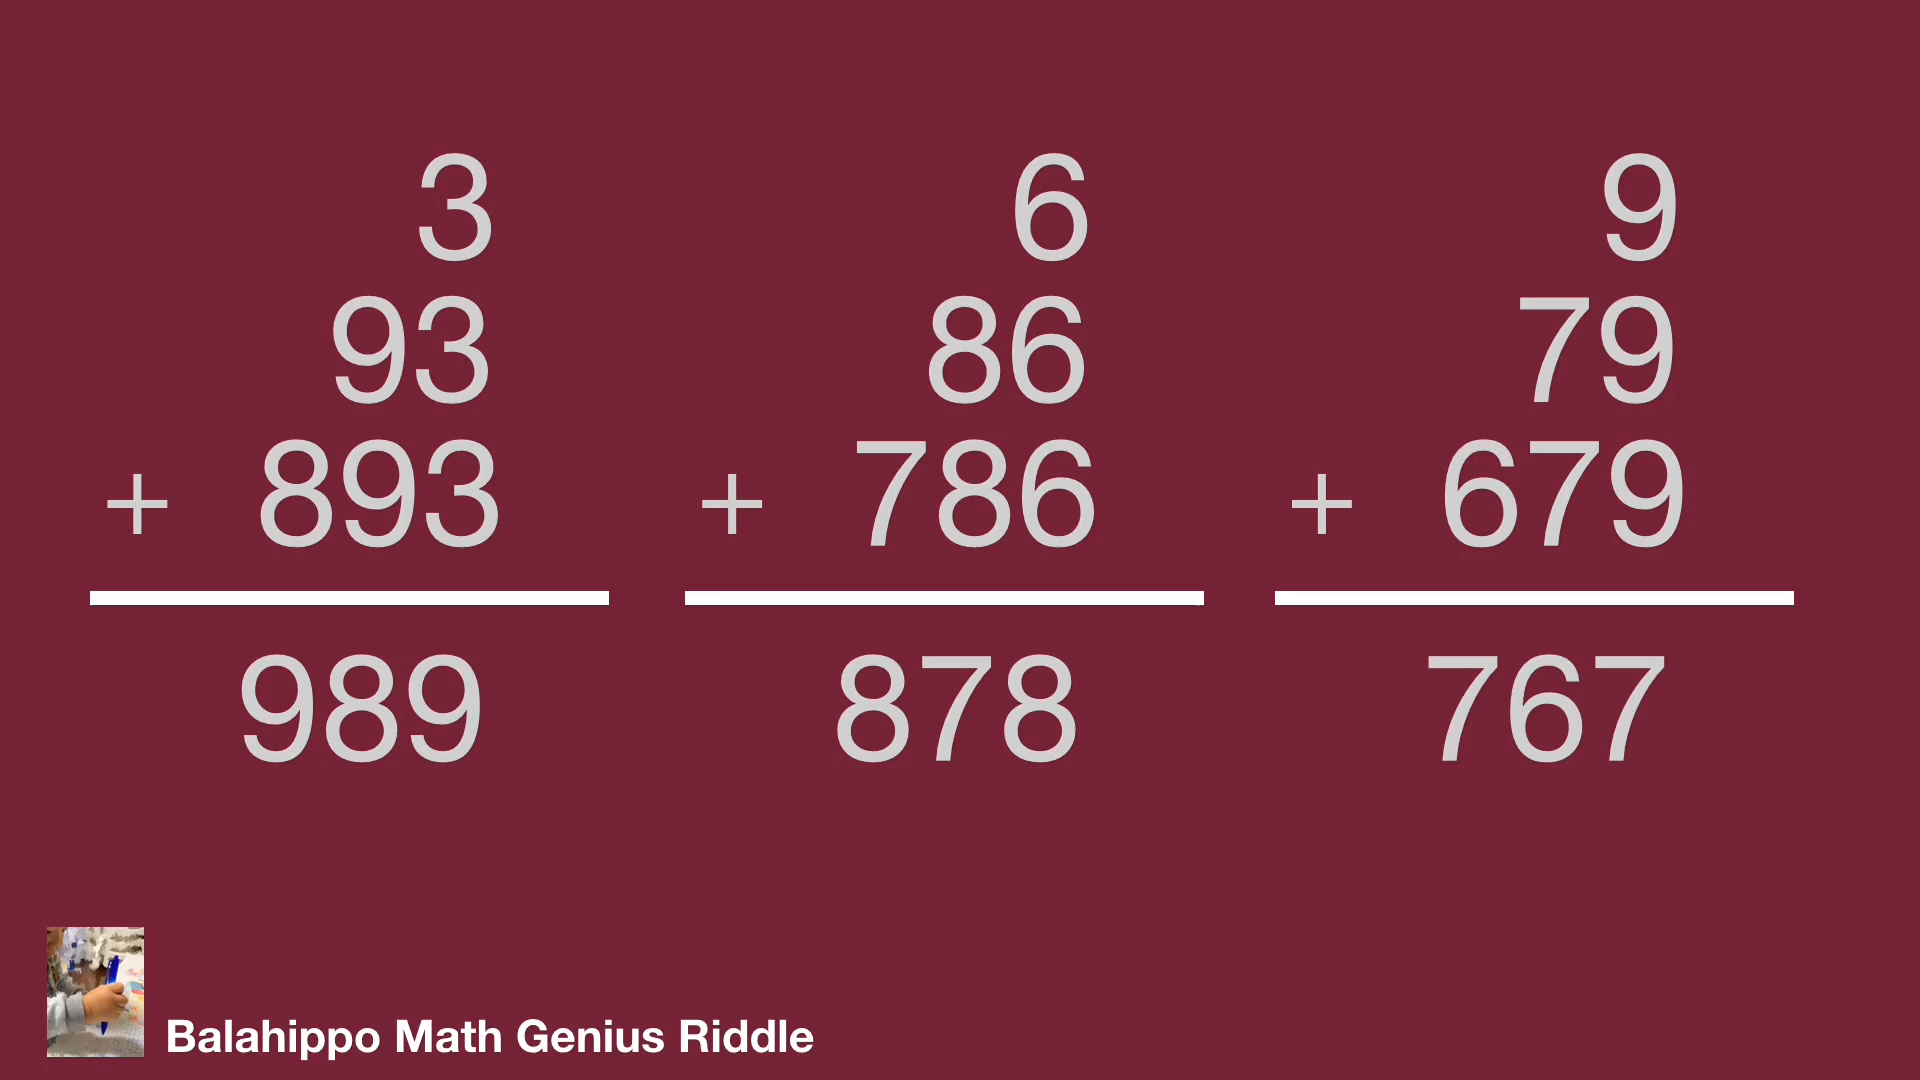 3 6 9
93 86 79
+ 893 + 786 + 679
989 878 767
Balahippo Math Genius Riddle